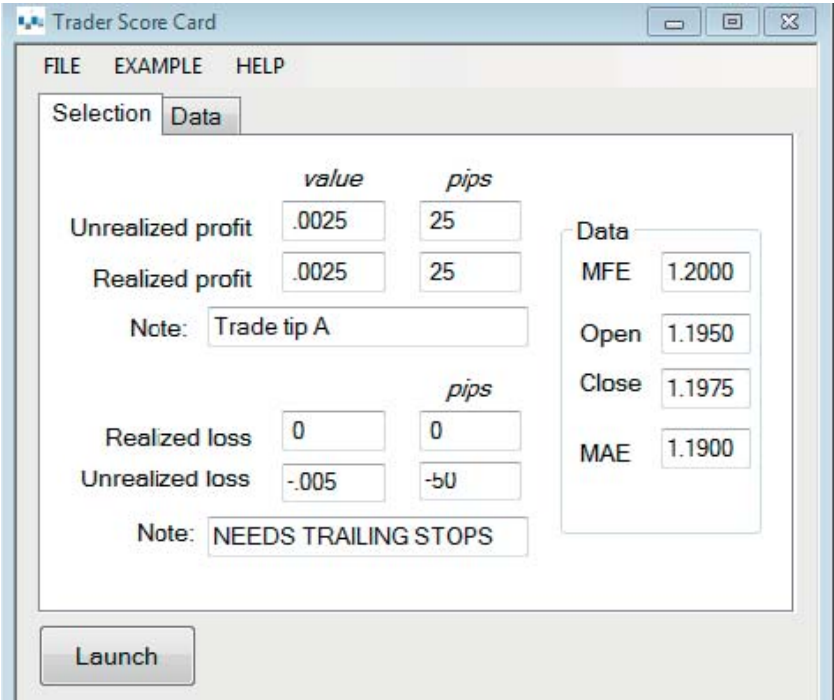 Trader Score Card
FILE EXAMPLE HELP
Selection Data
value pips
Unrealized profit .0025 25
Realized profit .0025 25
Note: Trade tip A
pips
Realized loss 0 0
Unrealized loss -.005 -50
Note: NEEDS TRAILING STOPS
Data
MFE 1.2000
Open 1.1950
Close 1.1975
MAE 1.1900
Launch